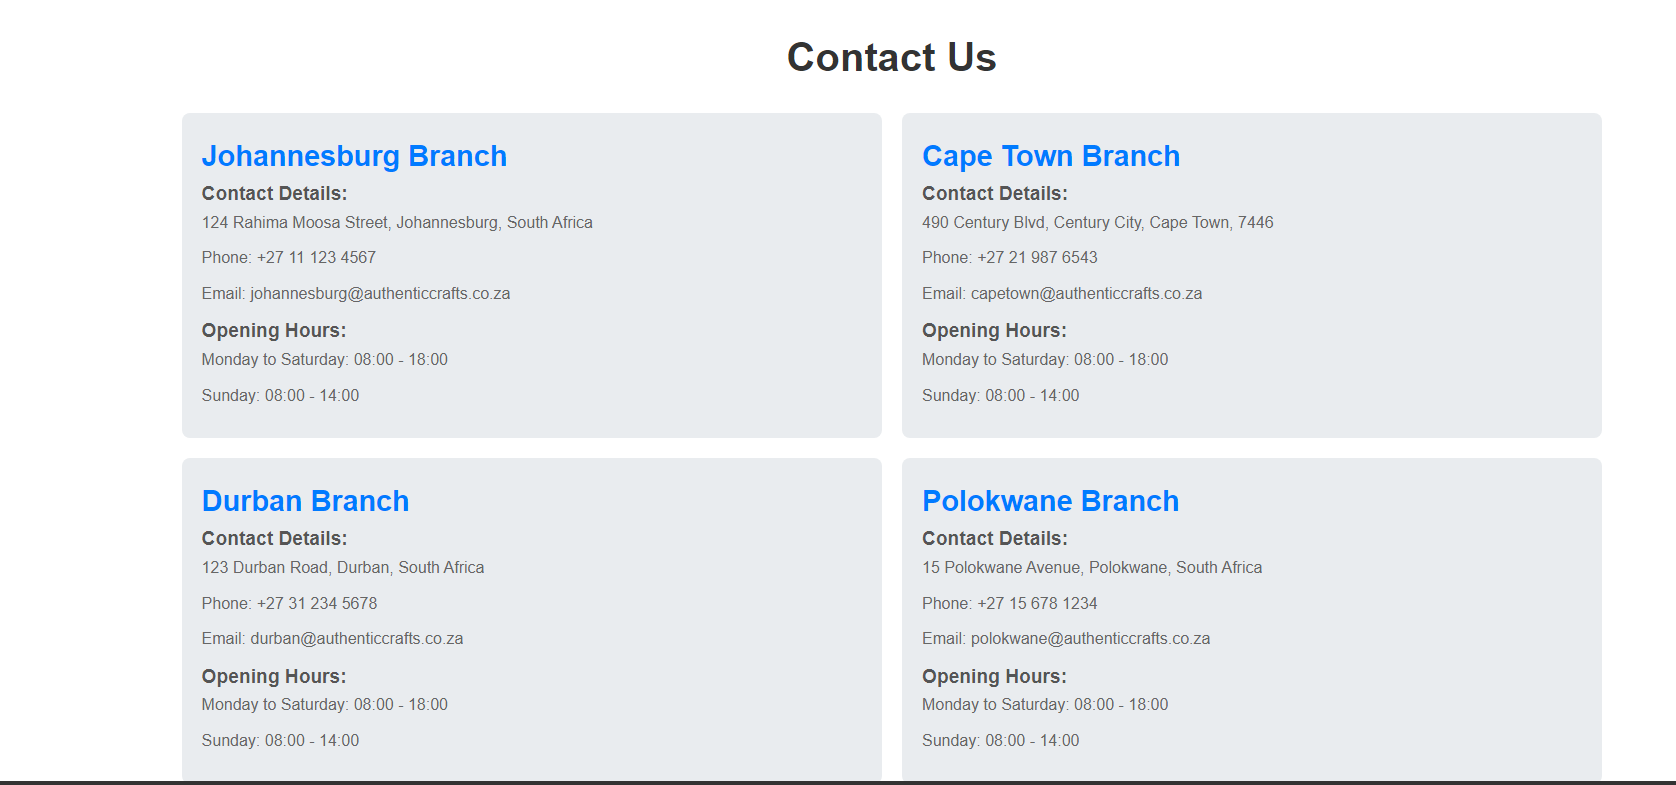 Contact Us
Johannesburg Branch
Contact Details:
124 Rahima Moosa Street, Johannesburg, South Africa
Phone: +27 11 123 4567
Email: johannesburg@authenticcrafts.co.za
Opening Hours:
Monday to Saturday: 08:00 - 18:00
Sunday: 08:00 - 14:00
Cape Town Branch
Contact Details:
490 Century Blvd, Century City, Cape Town, 7446
Phone: +27 21 987 6543
Email: capetown@authenticcrafts.co.za
Opening Hours:
Monday to Saturday: 08:00 - 18:00
Sunday: 08:00 - 14:00
Durban Branch
Contact Details:
123 Durban Road, Durban, South Africa
Phone: +27 31 234 5678
Email: durban@authenticcrafts.co.za
Opening Hours:
Monday to Saturday: 08:00 - 18:00
Sunday: 08:00 - 14:00
Polokwane Branch
Contact Details:
15 Polokwane Avenue, Polokwane, South Africa
Phone: +27 15 678 1234
Email: polokwane@authenticcrafts.co.za
Opening Hours:
Monday to Saturday: 08:00 - 18:00
Sunday: 08:00 - 14:00